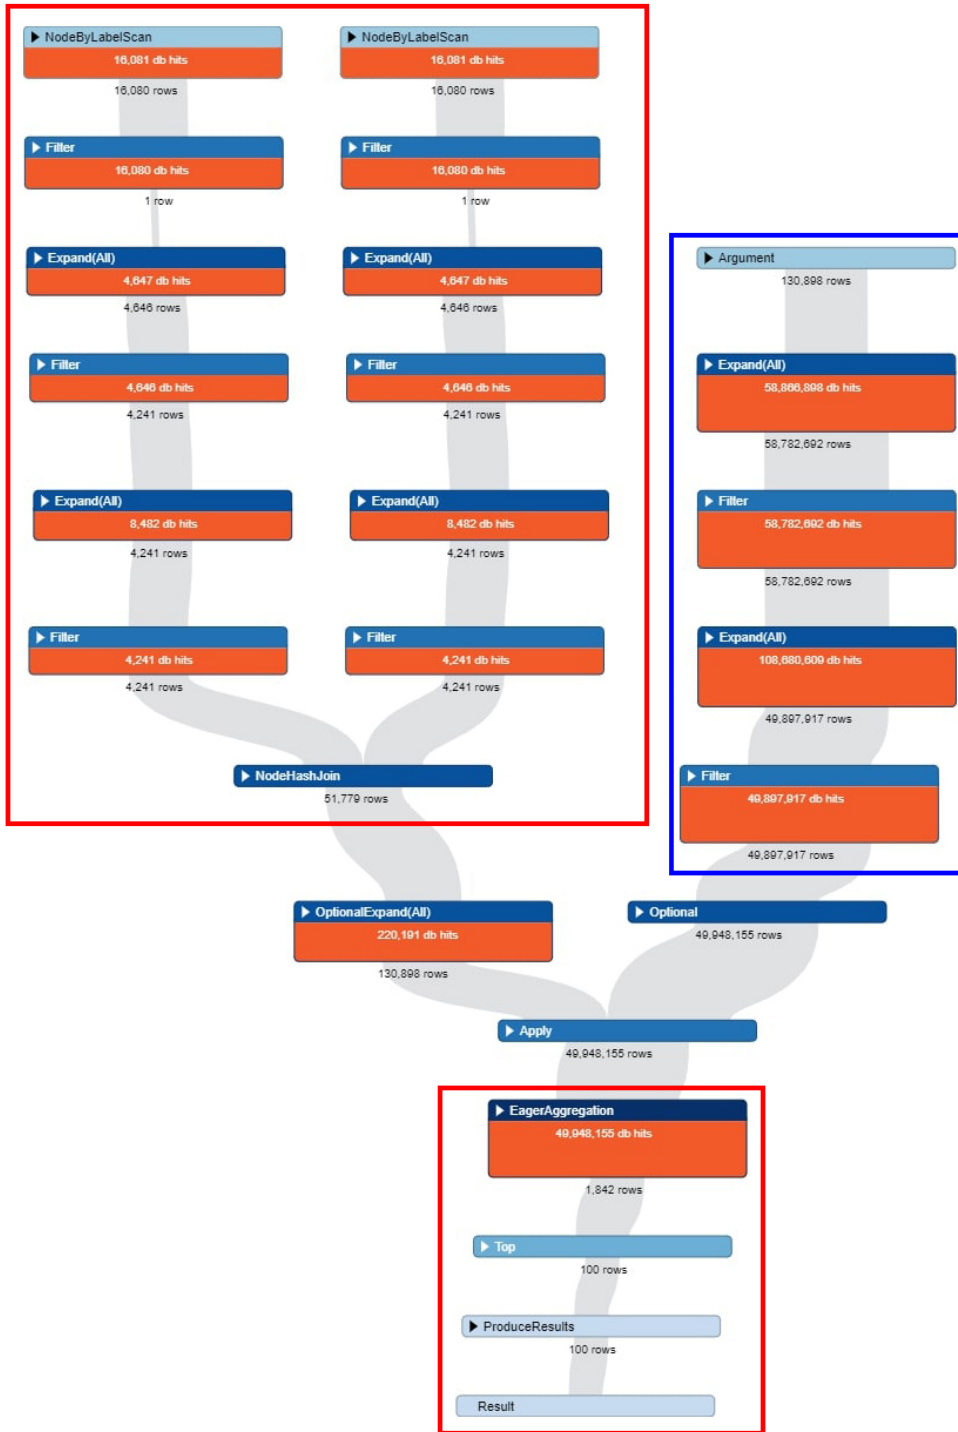 NodeByLabelScan
16,081 db hits
16,080 rows
Filter
16,080 db hits
1 row
Expand(All)
4,647 db hits
4,646 rows
Filter
4,646 db hits
4,241 rows
Expand(All)
8,482 db hits
4,241 rows
Filter
4,241 db hits
4,241 rows
NodeByLabelScan
16,081 db hits
16,080 rows
Filter
16,080 db hits
1 row
Expand(All)
4,647 db hits
4,646 rows
Filter
4,646 db hits
4,241 rows
Expand(All)
8,482 db hits
4,241 rows
Filter
4,241 db hits
4,241 rows
NodeHashJoin
51,779 rows
Argument
130,898 rows
Expand(All)
58,866,898 db hits
58,782,692 rows
Filter
58,782,692 db hits
58,782,692 rows
Expand(All)
108,680,609 db hits
49,897,917 rows
Filter
49,897,917 db hits
49,897,917 rows
OptionalExpand(All)
220,191 db hits
130,898 rows
Optional
49,948,155 rows
Apply
49,948,155 rows
EagerAggregation
49,948,155 db hits
1,842 rows
Top
100 rows
ProduceResults
100 rows
Result